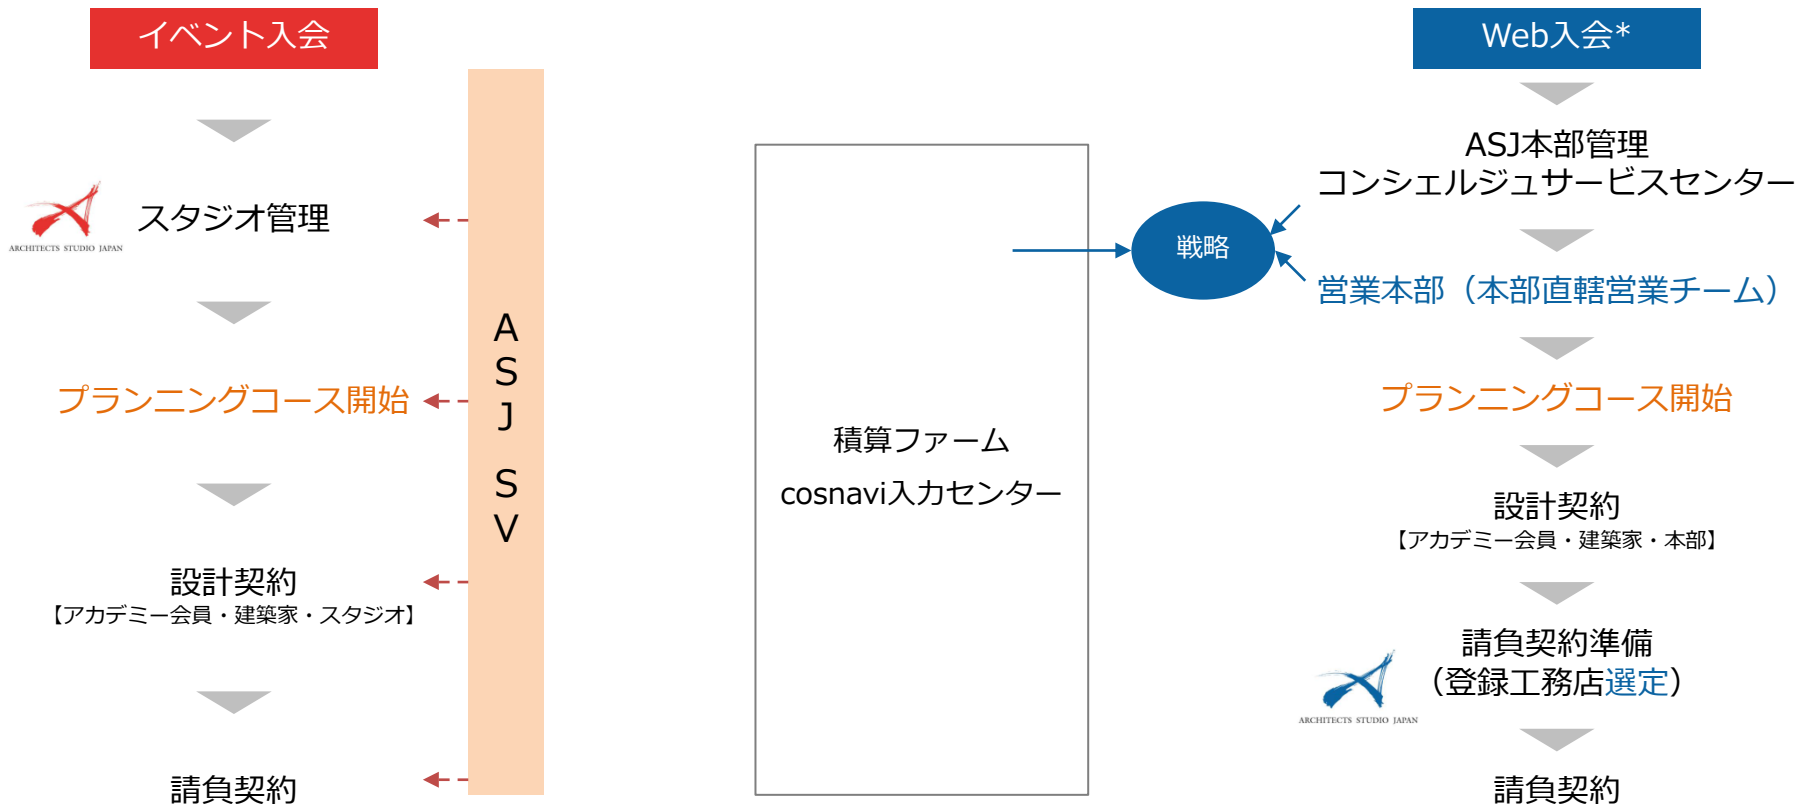 イベント入会
ARCHITECTS STUDIO JAPAN
スタジオ管理
プランニングコース開始
設計契約
【アカデミー会員・建築家・スタジオ】
請負契約
ASJ SV
積算ファーム
cosnavi入力センター
戦略
Web入会*
ASJ本部管理
コンシェルジュサービスセンター
営業本部（本部直轄営業チーム）
プランニングコース開始
設計契約
【アカデミー会員・建築家・本部】
請負契約準備
（登録工務店選定）
ARCHITECTS STUDIO JAPAN
請負契約